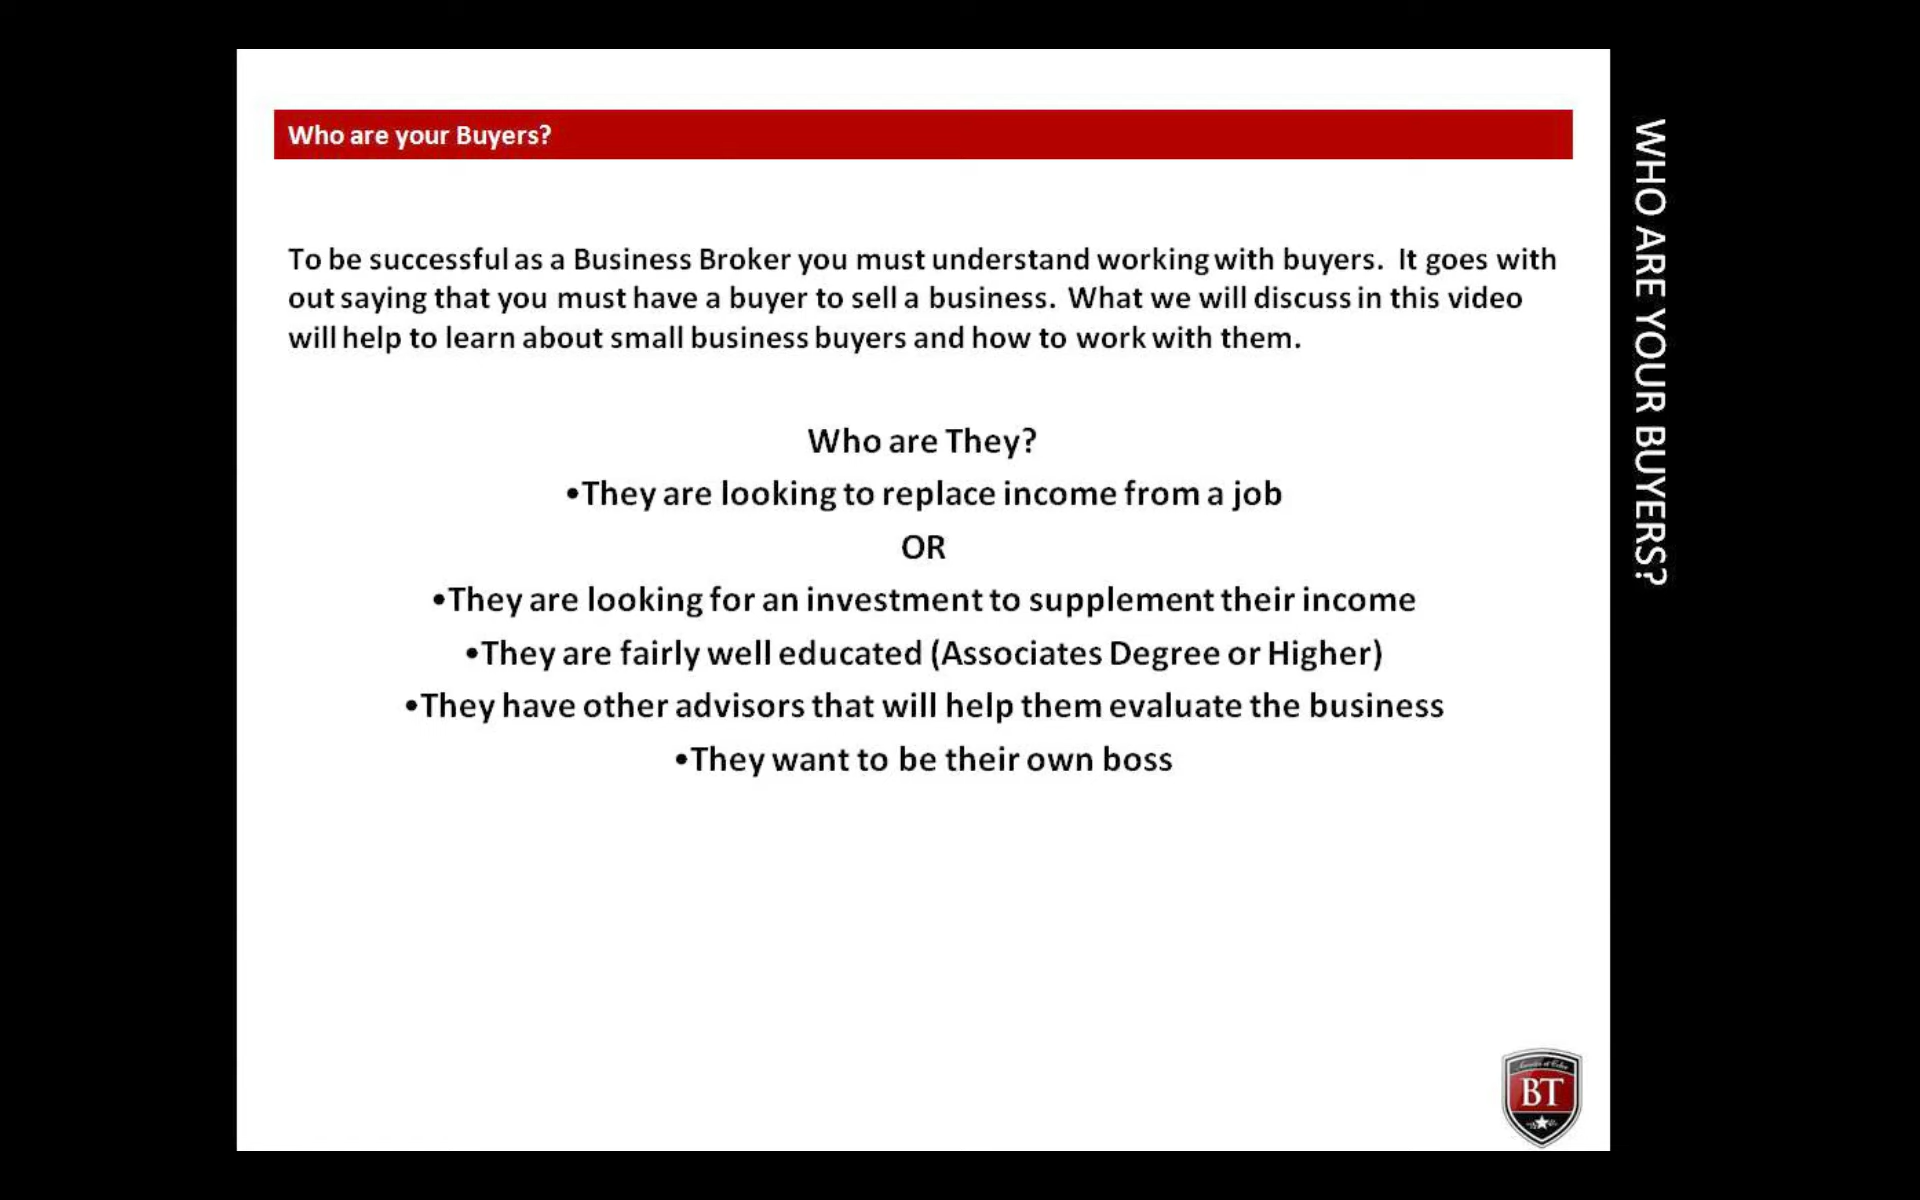 Who are your Buyers?
To be successful as a Business Broker you must understand working with buyers.  It goes with
out saying that you must have a buyer to sell a business.  What we will discuss in this video
will help to learn about small business buyers and how to work with them.
Who are They?
•They are looking to replace income from a job
OR
•They are looking for an investment to supplement their income
•They are fairly well educated (Associates Degree or Higher)
•They have other advisors that will help them evaluate the business
•They want to be their own boss
WHO ARE YOUR BUYERS?
BT